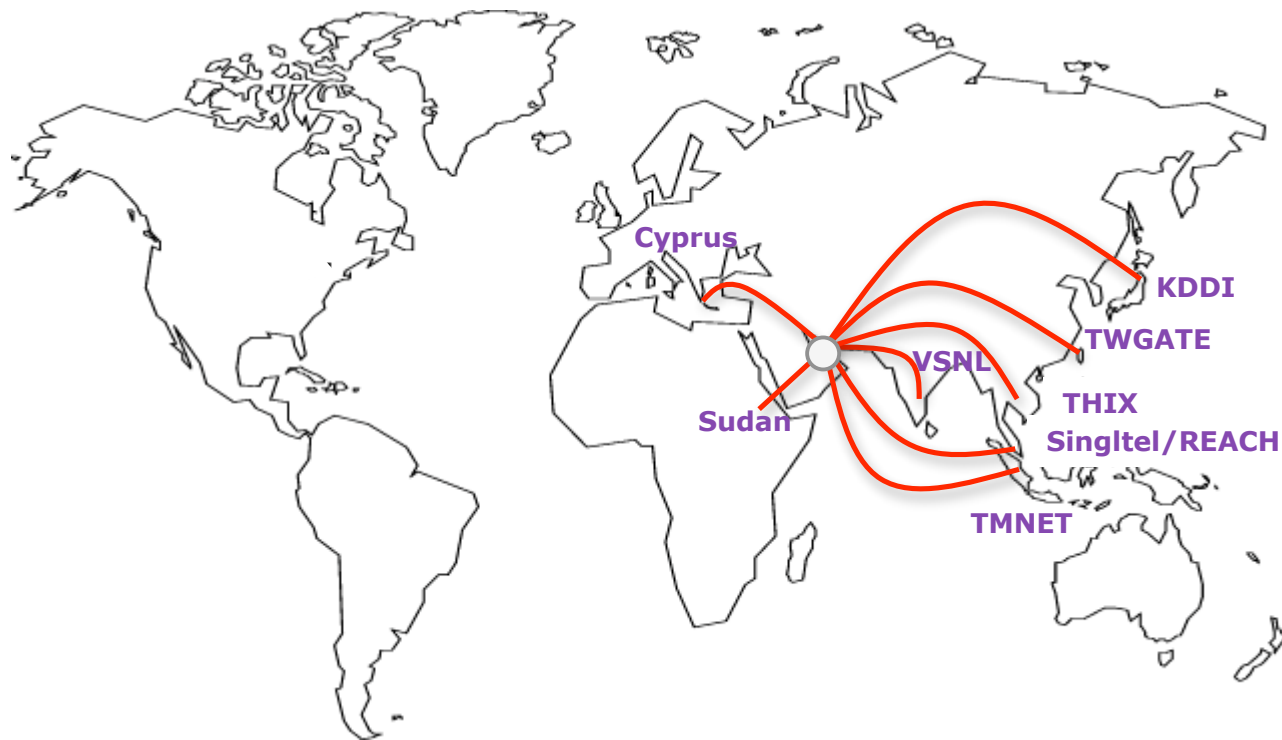 Cyprus
KDDI
TWGATE
VSNL
THIX
Sudan
Singltel/REACH
TMNET